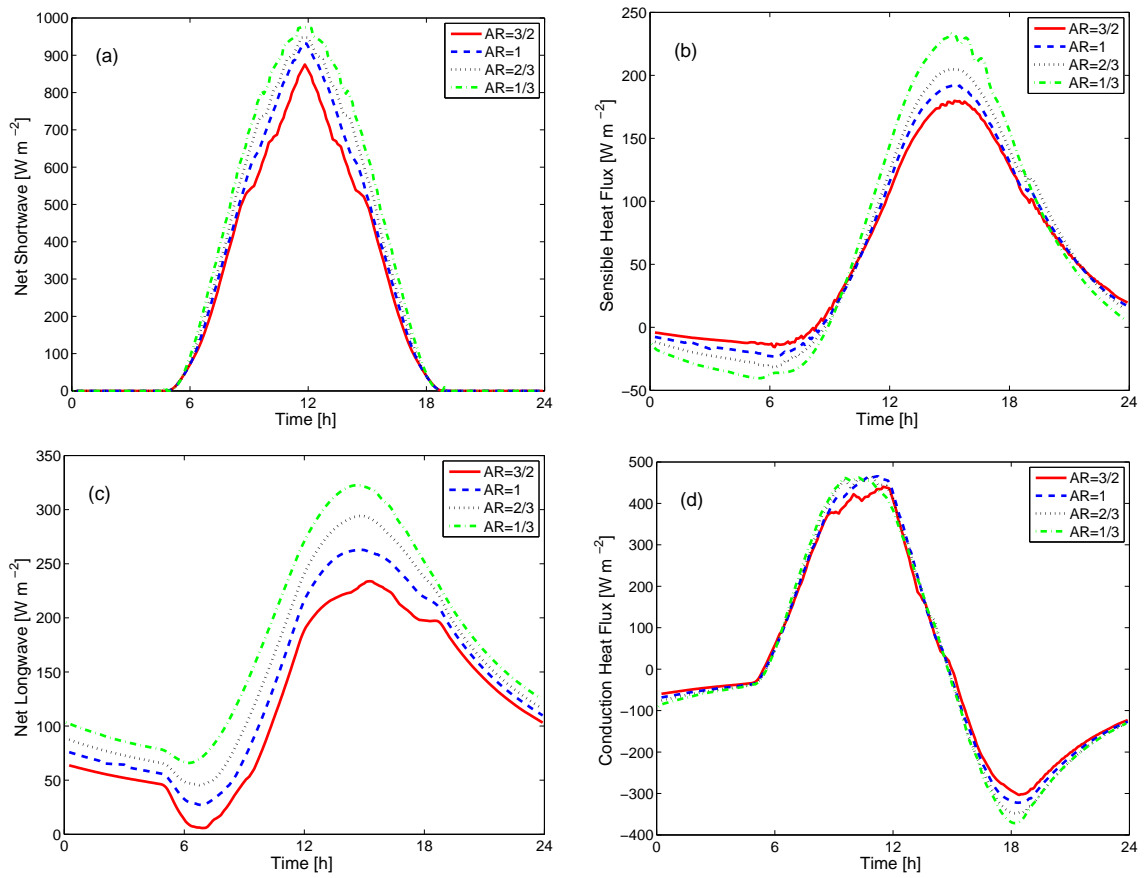 (a)
AR=3/2
AR=1
AR=2/3
AR=1/3
Net Shortwave [W m−2]
1000
900
800
700
600
500
400
300
200
100
0
0 6 12 18 24
Time [h]
(b)
AR=3/2
AR=1
AR=2/3
AR=1/3
Sensible Heat Flux [W m−2]
250
200
150
100
50
0
−50
0 6 12 18 24
Time [h]
(c)
AR=3/2
AR=1
AR=2/3
AR=1/3
Net Longwave [W m−2]
350
300
250
200
150
100
50
0
0 6 12 18 24
Time [h]
(d)
AR=3/2
AR=1
AR=2/3
AR=1/3
Conduction Heat Flux [W m−2]
500
400
300
200
100
0
−100
−200
−300
−400
0 6 12 18 24
Time [h]